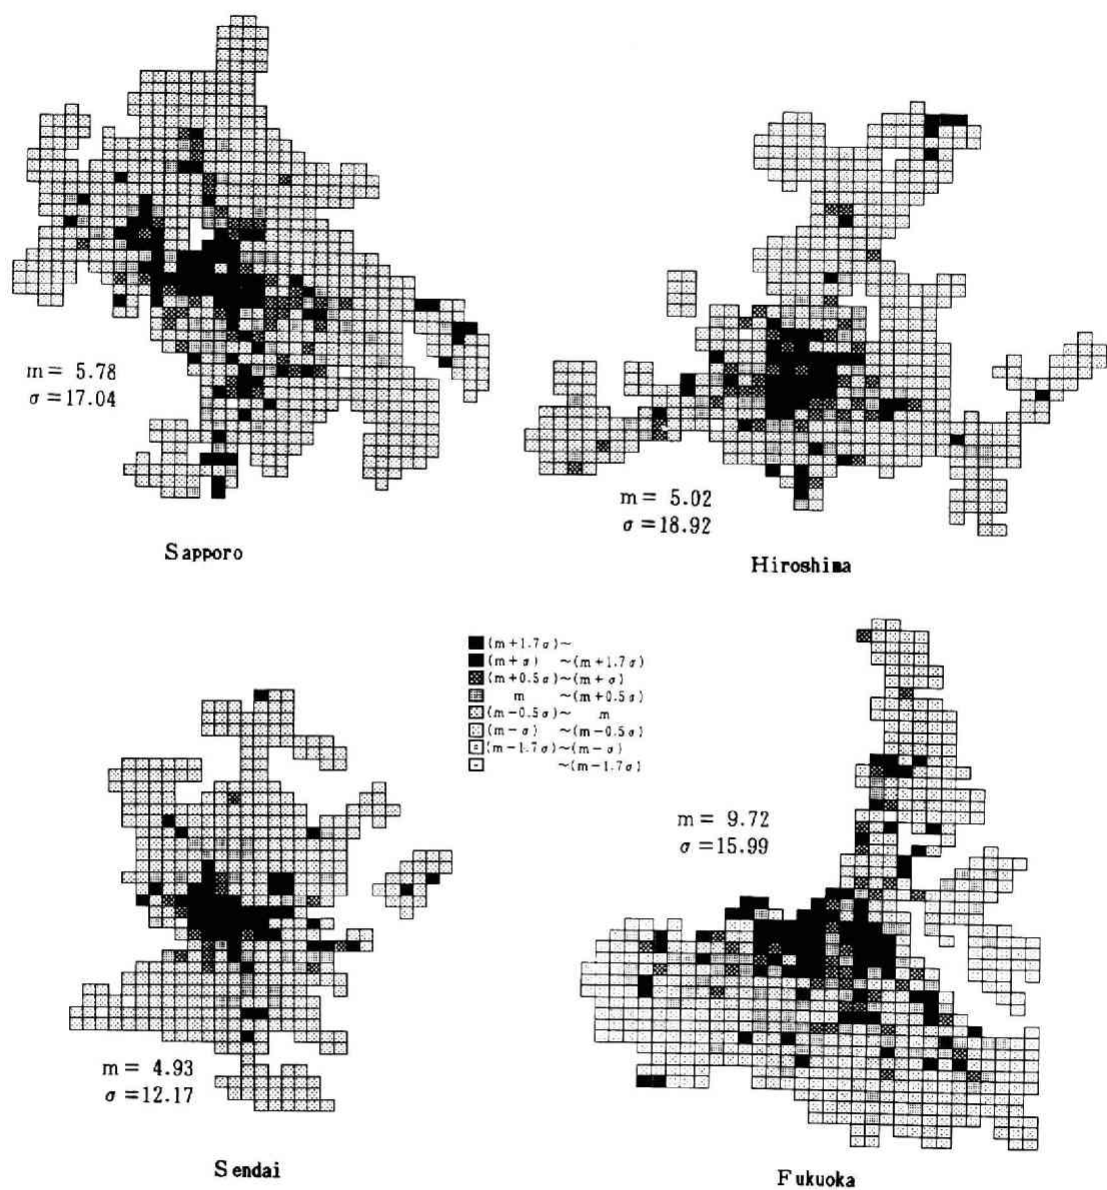 m = 5.78
σ = 17.04
Sapporo
m = 5.02
σ = 18.92
Hiroshima
(m+1.7σ)~
(m+σ) ~(m+1.7σ)
(m+0.5σ)~(m+σ)
m ~(m+0.5σ)
(m-0.5σ)~ m
(m-σ) ~(m-0.5σ)
(m-1.7σ)~(m-σ)
~(m-1.7σ)
m = 4.93
σ = 12.17
Sendai
m = 9.72
σ = 15.99
Fukuoka